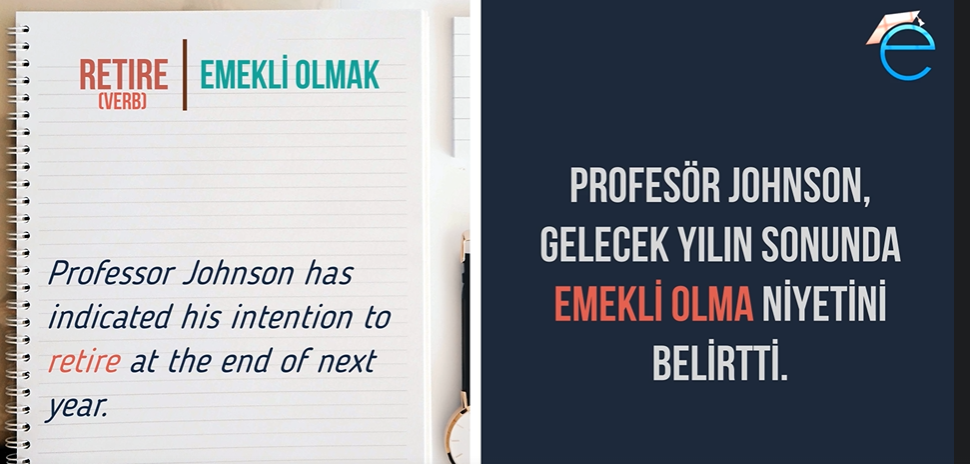 RETIRE
(VERB)
EMEKLİ OLMAK
Professor Johnson has
indicated his intention to
retire at the end of next
year.
e
PROFESÖR JOHNSON,
GELECEK YILIN SONUNDA
EMEKLİ OLMA NİYETİNİ
BELİRTTİ.